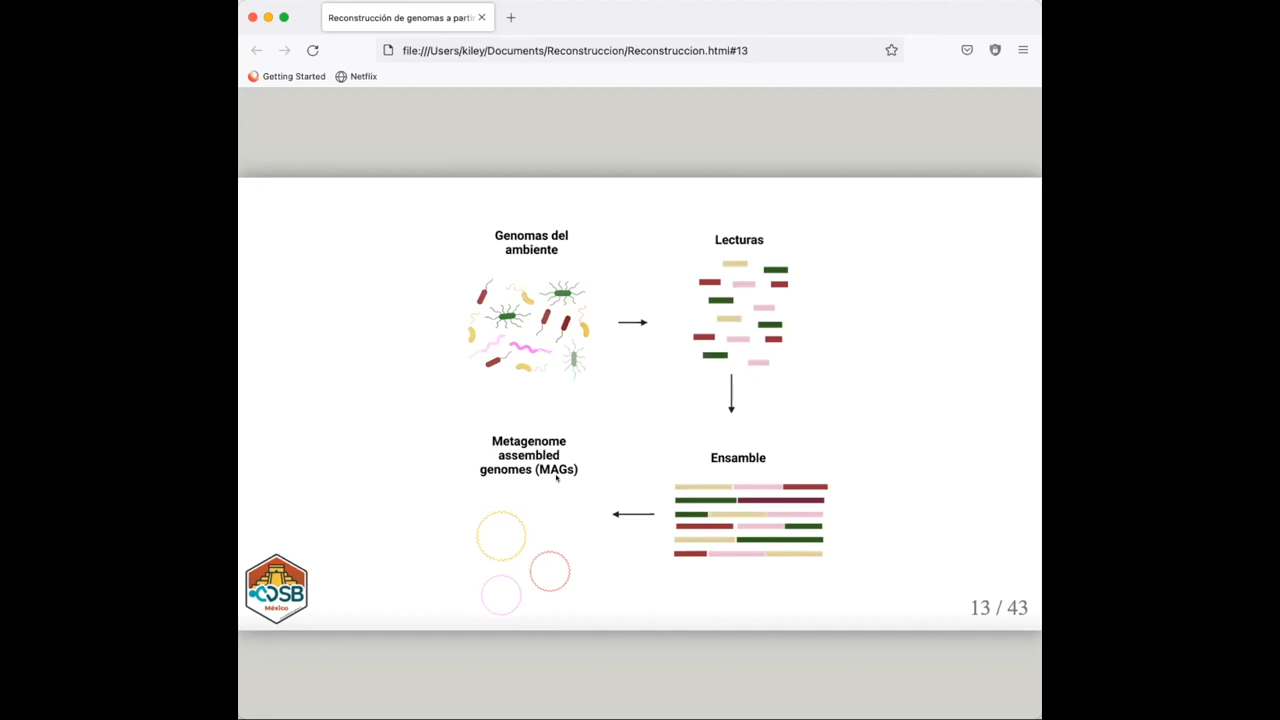 Reconstrucción de genomas a parti
file:///Users/kiley/Documents/Reconstruccion/Reconstruccion.html#13
Getting Started
Netflix
Genomas del
ambiente
Lecturas
Metagenome
assembled
genomes (MAGs)
Ensamble
CDSB
México
13 / 43